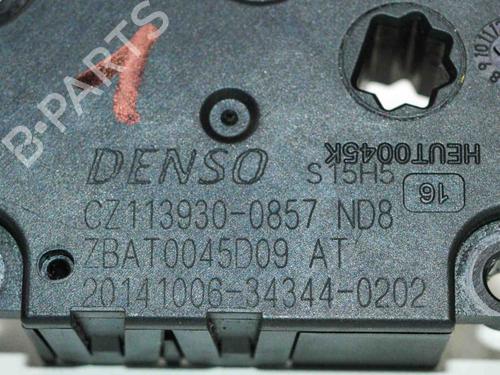 B-PARTS
DENSO S15H5
HEUT0045K
16
CZ113930-0857 ND8
ZBAT0045D09 AT
20141006-34344-0202